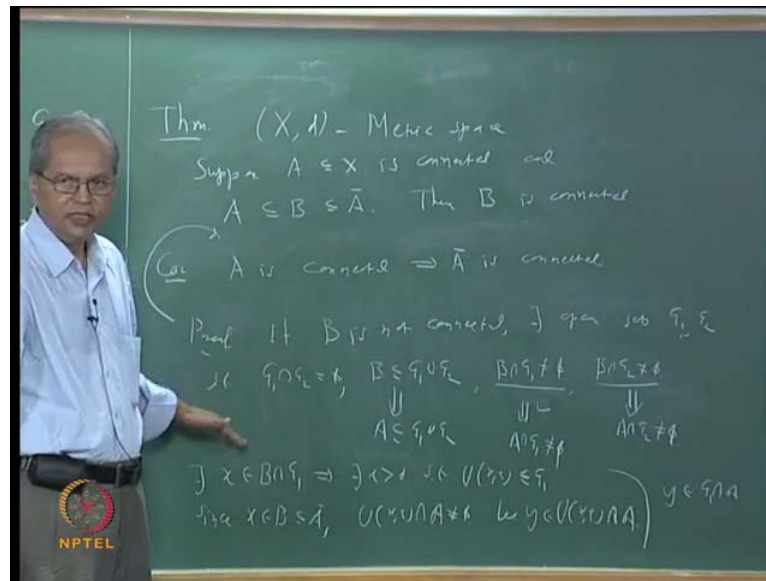 Thm. (X, d) - Metric space
Suppose A ⊆ X is connected and
A ⊆ B ⊆ Ā. Then B is connected
Cor A is connected ⇒ Ā is connected
Proof If B is not connected, ∃ open sets G₁, G₂
s.t. G₁∩G₂ = φ, B ⊆ G₁∪G₂, B∩G₁ ≠ φ, B∩G₂ ≠ φ
⇓ ⇓ ⇓
A ⊆ G₁∪G₂ A∩G₁ ≠ φ A∩G₂ ≠ φ
∃ x ∈ B∩G₁ ⇒ ∃ r>0 s.t. U(x,r) ⊆ G₁
Since x ∈ B ⊆ Ā, U(x,r)∩A ≠ φ. Let y ∈ U(x,r)∩A. y ∈ G₁∩A
NPTEL